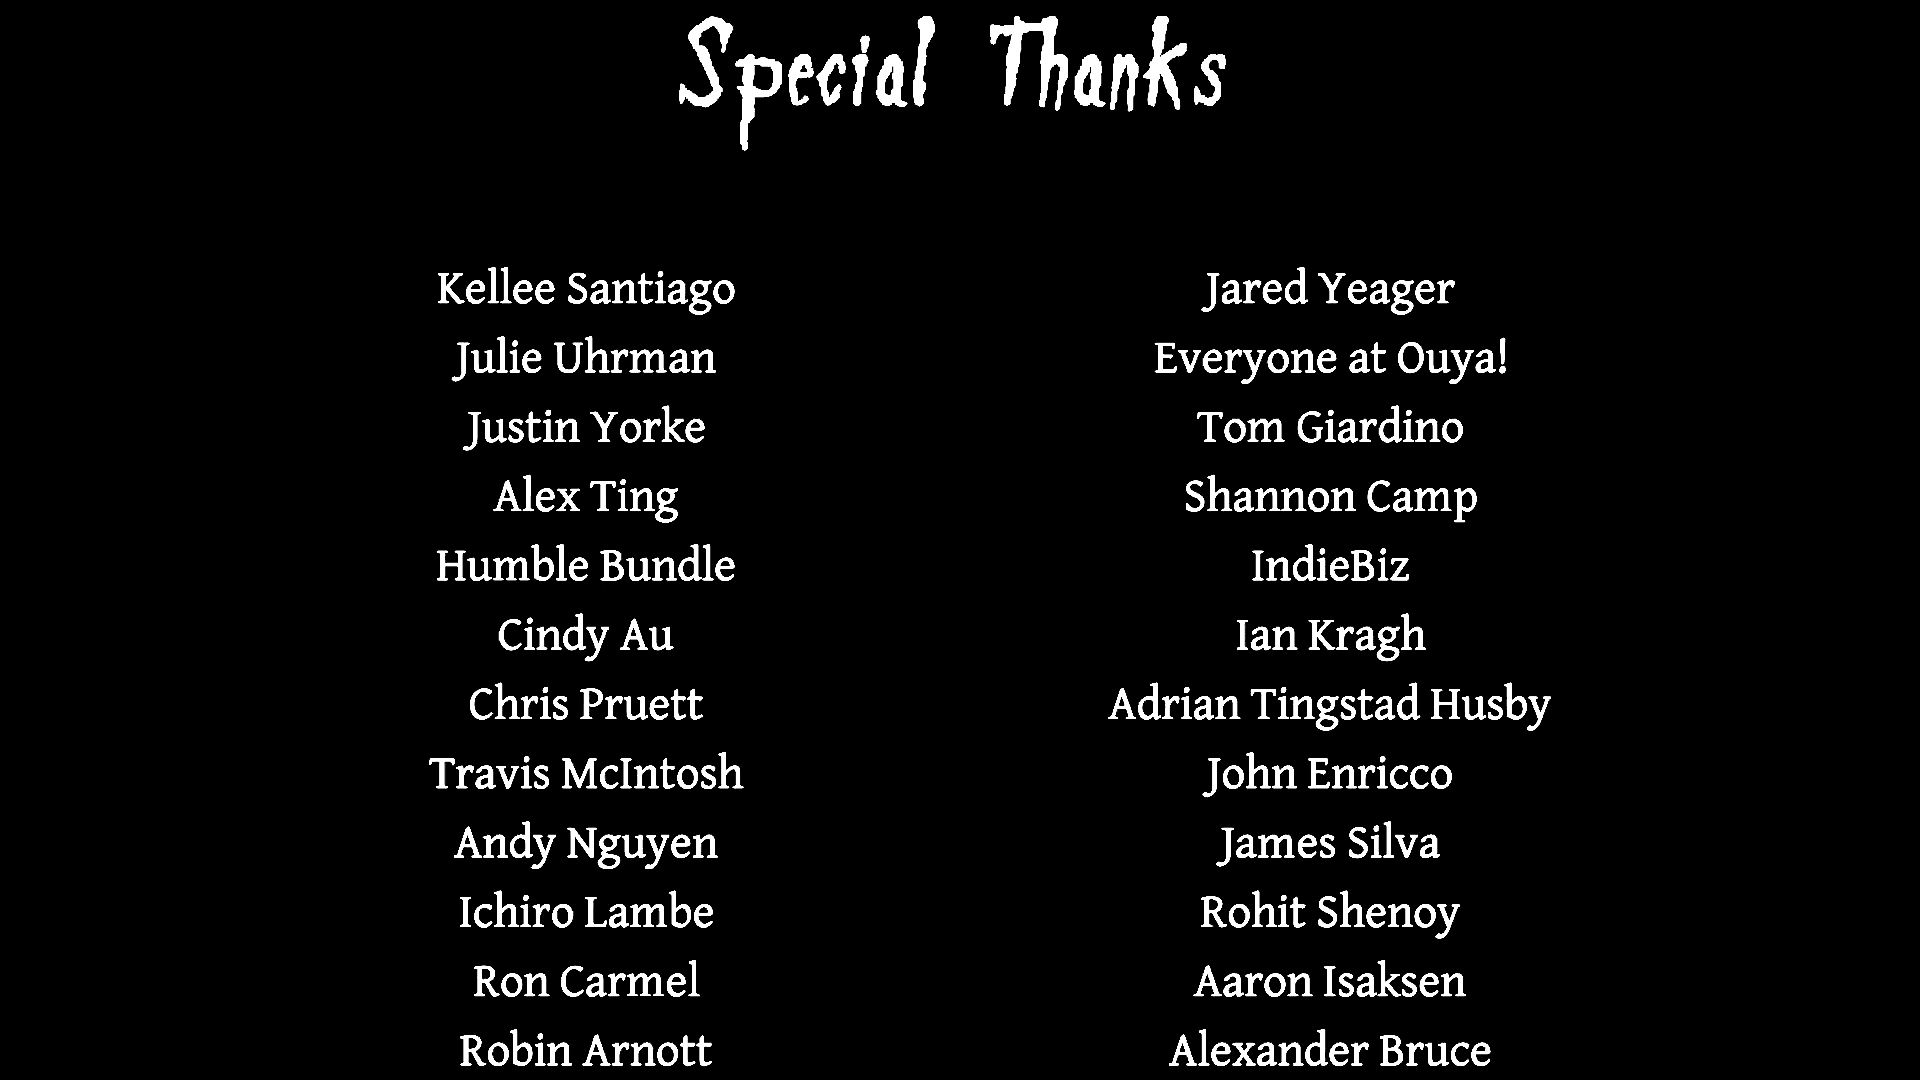 Special Thanks
Kellee Santiago
Julie Uhrman
Justin Yorke
Alex Ting
Humble Bundle
Cindy Au
Chris Pruett
Travis McIntosh
Andy Nguyen
Ichiro Lambe
Ron Carmel
Robin Arnott
Jared Yeager
Everyone at Ouya!
Tom Giardino
Shannon Camp
IndieBiz
Ian Kragh
Adrian Tingstad Husby
John Enricco
James Silva
Rohit Shenoy
Aaron Isaksen
Alexander Bruce